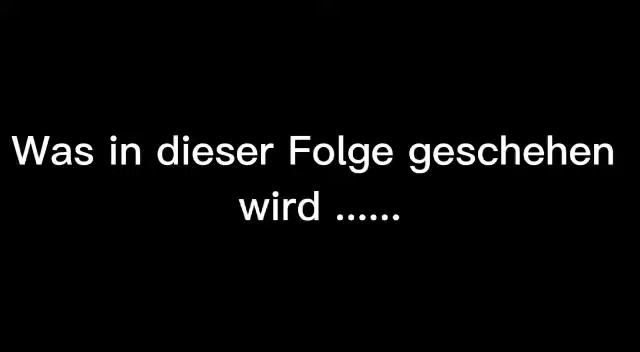 Was in dieser Folge geschehen
wird ......